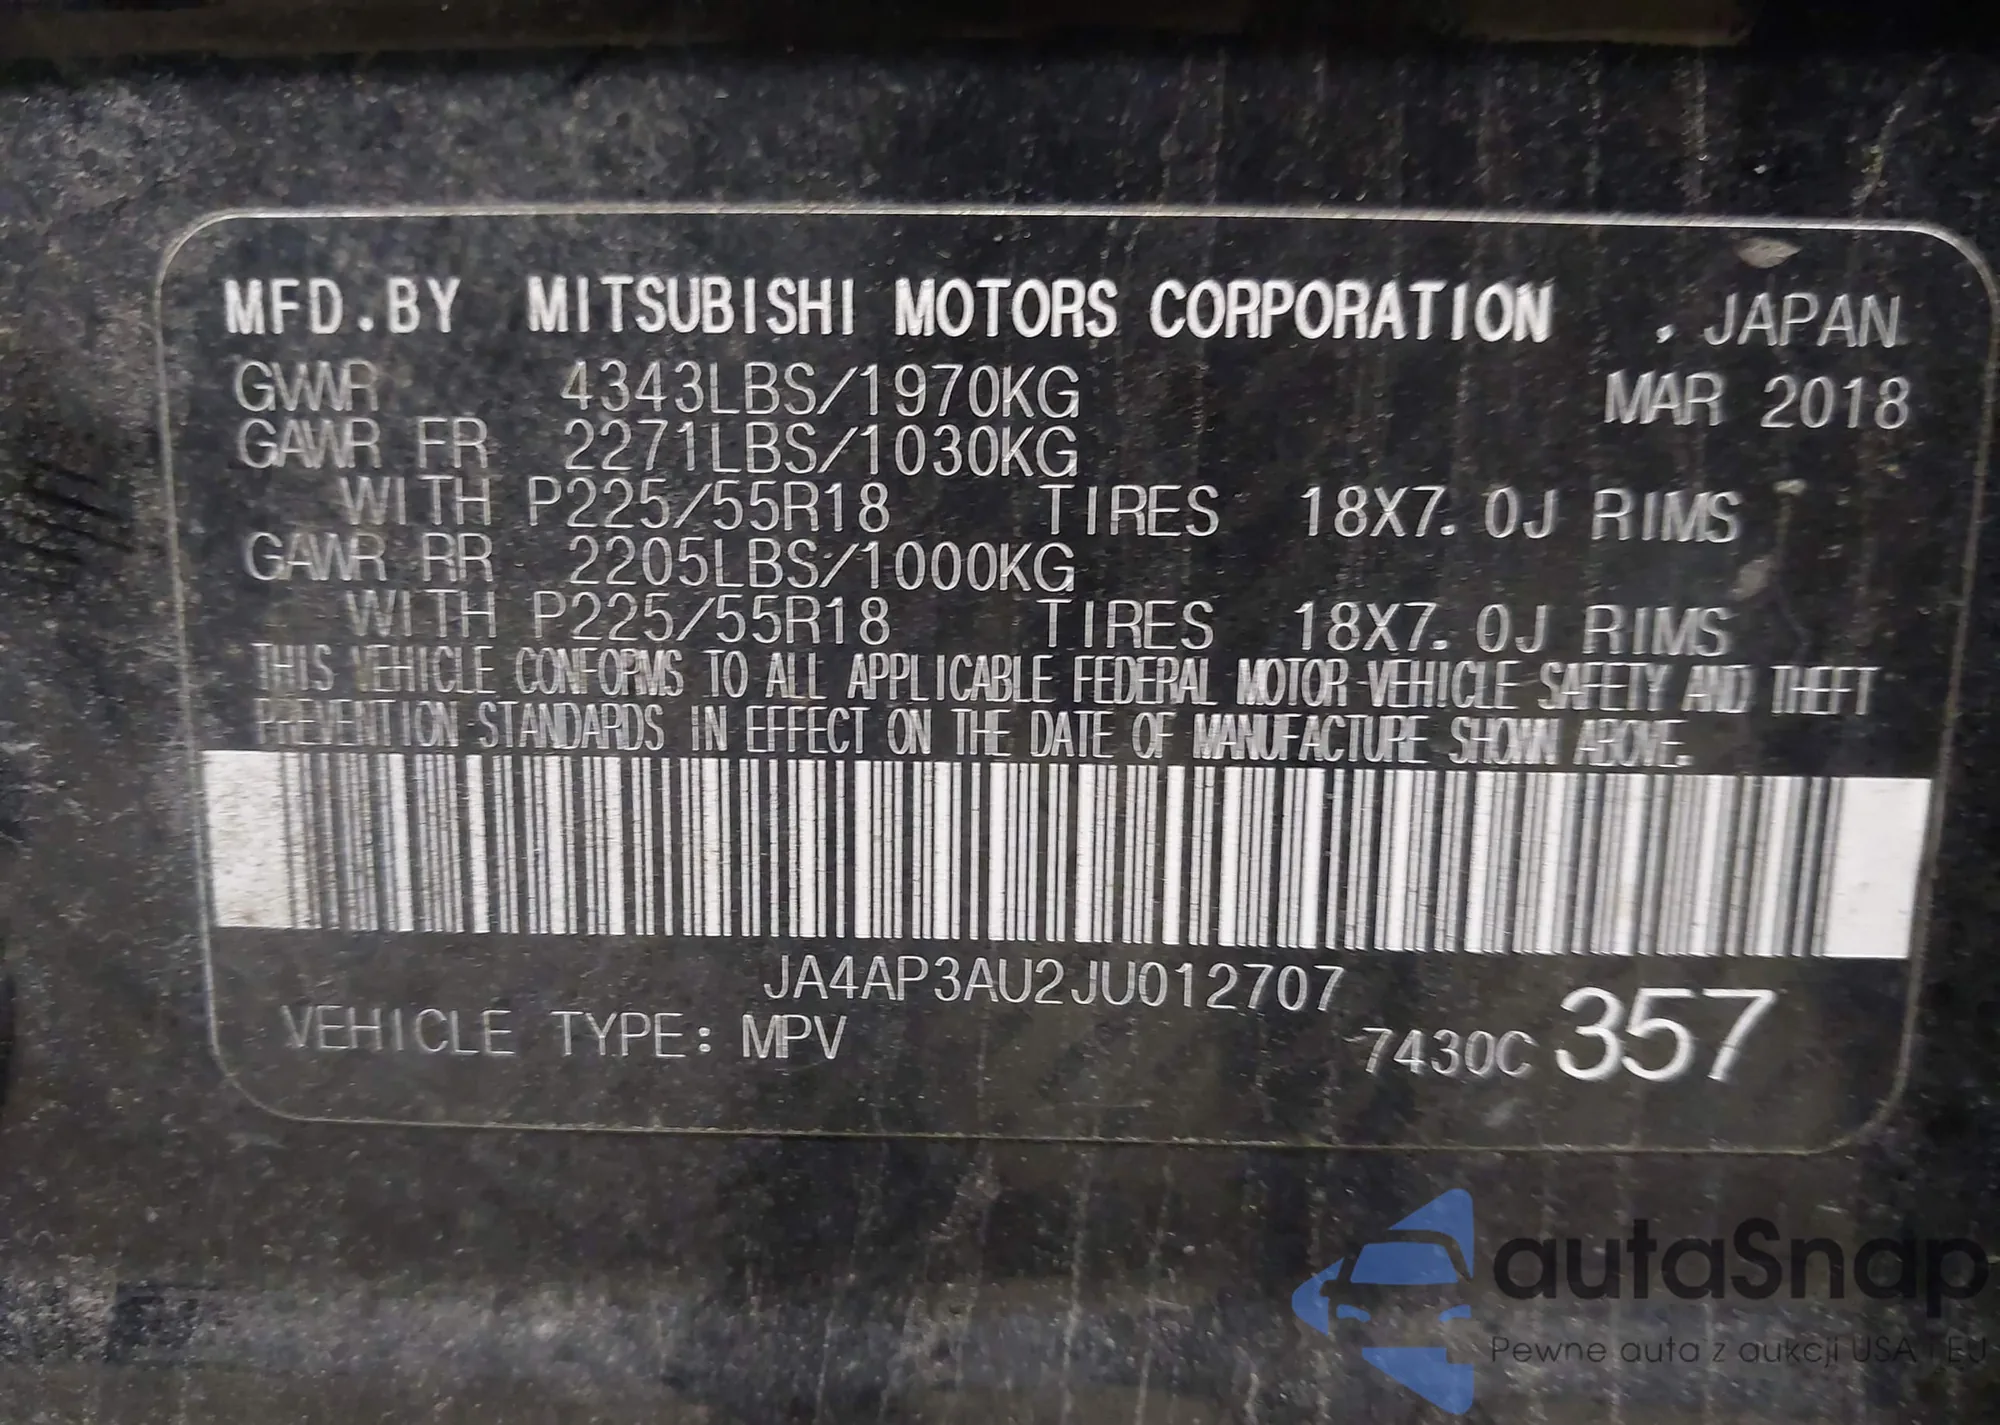 MFD.BY MITSUBISHI MOTORS CORPORATION , JAPAN
GVWR 4343LBS/1970KG MAR 2018
GAWR FR 2271LBS/1030KG
WITH P225/55R18 TIRES 18X7.0J RIMS
GAWR RR 2205LBS/1000KG
WITH P225/55R18 TIRES 18X7.0J RIMS
THIS VEHICLE CONFORMS TO ALL APPLICABLE FEDERAL MOTOR VEHICLE SAFETY AND THEFT
PREVENTION STANDARDS IN EFFECT ON THE DATE OF MANUFACTURE SHOWN ABOVE.
JA4AP3AU2JU012707
VEHICLE TYPE: MPV 7430C 357
autaSnap
Pewne auta z aukcji USA i EU